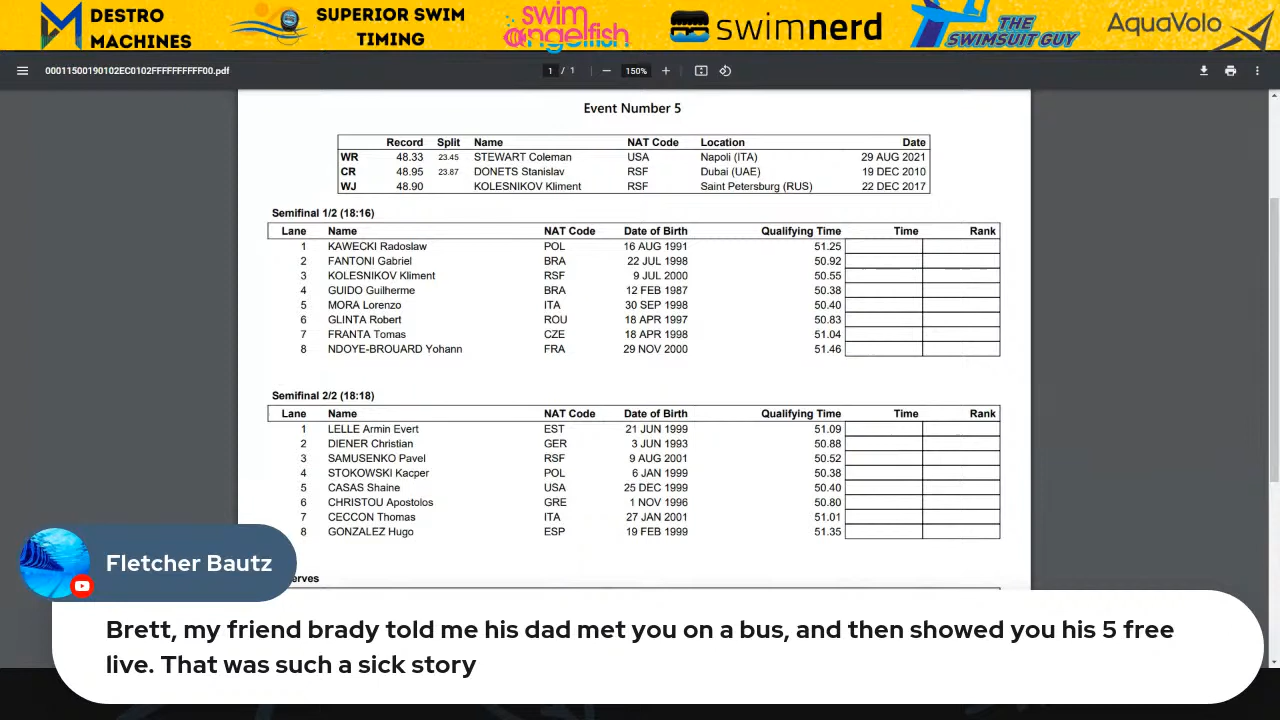 DESTRO MACHINES
SUPERIOR SWIM TIMING
swim angelfish
swimnerd
THE SWIMSUIT GUY
AquaVolo
00011500190102EC0102FFFFFFFFFF00.pdf
1 / 1
150%
Event Number 5
Record Split Name NAT Code Location Date
WR 48.33 23.45 STEWART Coleman USA Napoli (ITA) 29 AUG 2021
CR 48.95 23.87 DONETS Stanislav RSF Dubai (UAE) 19 DEC 2010
WJ 48.90 KOLESNIKOV Kliment RSF Saint Petersburg (RUS) 22 DEC 2017
Semifinal 1/2 (18:16)
Lane Name NAT Code Date of Birth Qualifying Time Time Rank
1 KAWECKI Radoslaw POL 16 AUG 1991 51.25
2 FANTONI Gabriel BRA 22 JUL 1998 50.92
3 KOLESNIKOV Kliment RSF 9 JUL 2000 50.55
4 GUIDO Guilherme BRA 12 FEB 1987 50.38
5 MORA Lorenzo ITA 30 SEP 1998 50.40
6 GLINTA Robert ROU 18 APR 1997 50.83
7 FRANTA Tomas CZE 18 APR 1998 51.04
8 NDOYE-BROUARD Yohann FRA 29 NOV 2000 51.46
Semifinal 2/2 (18:18)
Lane Name NAT Code Date of Birth Qualifying Time Time Rank
1 LELLE Armin Evert EST 21 JUN 1999 51.09
2 DIENER Christian GER 3 JUN 1993 50.88
3 SAMUSENKO Pavel RSF 9 AUG 2001 50.52
4 STOKOWSKI Kacper POL 6 JAN 1999 50.38
5 CASAS Shaine USA 25 DEC 1999 50.40
6 CHRISTOU Apostolos GRE 1 NOV 1996 50.80
7 CECCON Thomas ITA 27 JAN 2001 51.01
8 GONZALEZ Hugo ESP 19 FEB 1999 51.35
erves
Fletcher Bautz
Brett, my friend brady told me his dad met you on a bus, and then showed you his 5 free
live. That was such a sick story